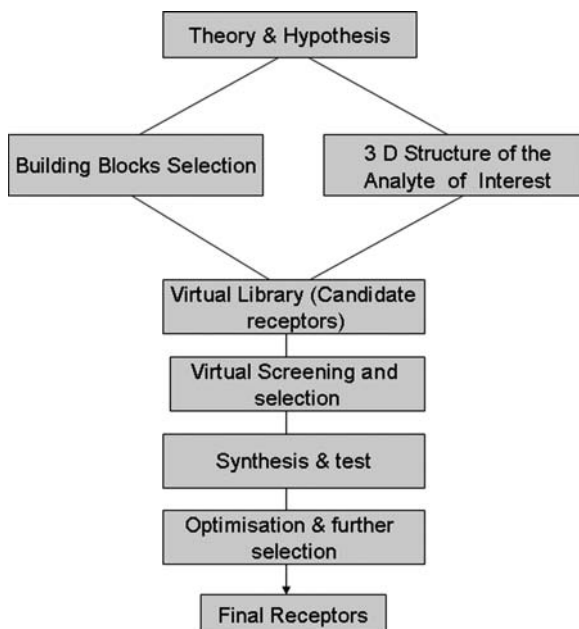 Theory & Hypothesis
Building Blocks Selection
3 D Structure of the
Analyte of Interest
Virtual Library (Candidate
receptors)
Virtual Screening and
selection
Synthesis & test
Optimisation & further
selection
Final Receptors